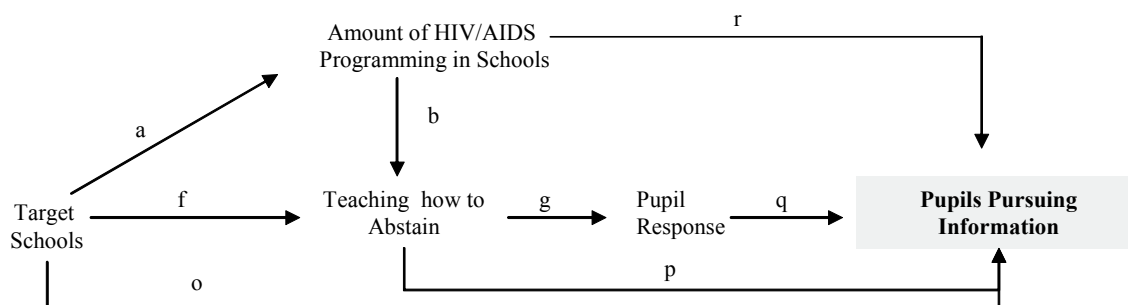 Amount of HIV/AIDS
Programming in Schools
r
a
b
Target
Schools
f
Teaching how to
Abstain
g
Pupil
Response
q
Pupils Pursuing
Information
o
p